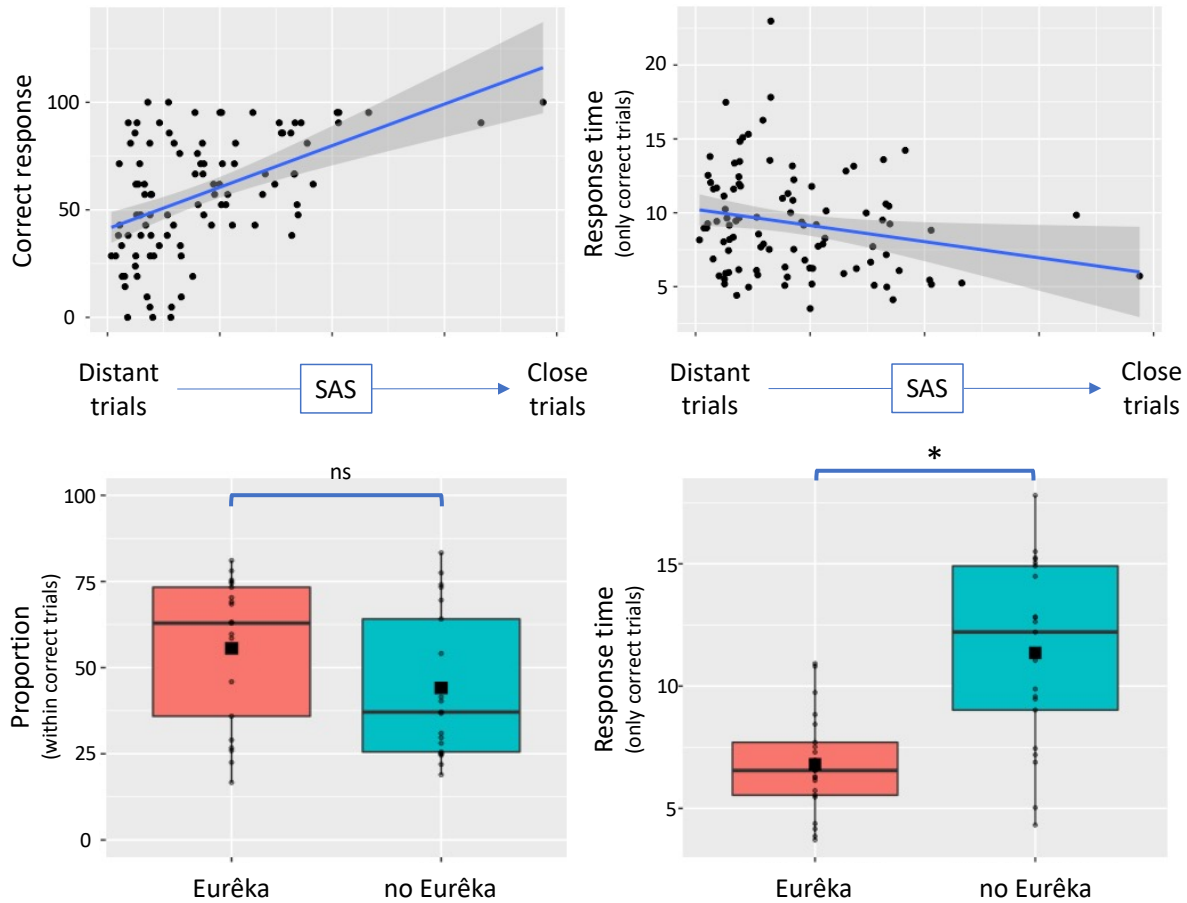 Correct response
100
50
0
Distant
trials
SAS
Close
trials
Response time
(only correct trials)
20
15
10
5
Distant
trials
SAS
Close
trials
ns
Proportion
(within correct trials)
100
75
50
25
0
Eurêka
no Eurêka
*
Response time
(only correct trials)
15
10
5
Eurêka
no Eurêka